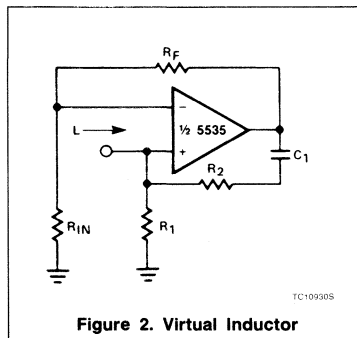 RF
L
−
½ 5535
+
C1
R2
RIN
R1
TC10930S
Figure 2. Virtual Inductor